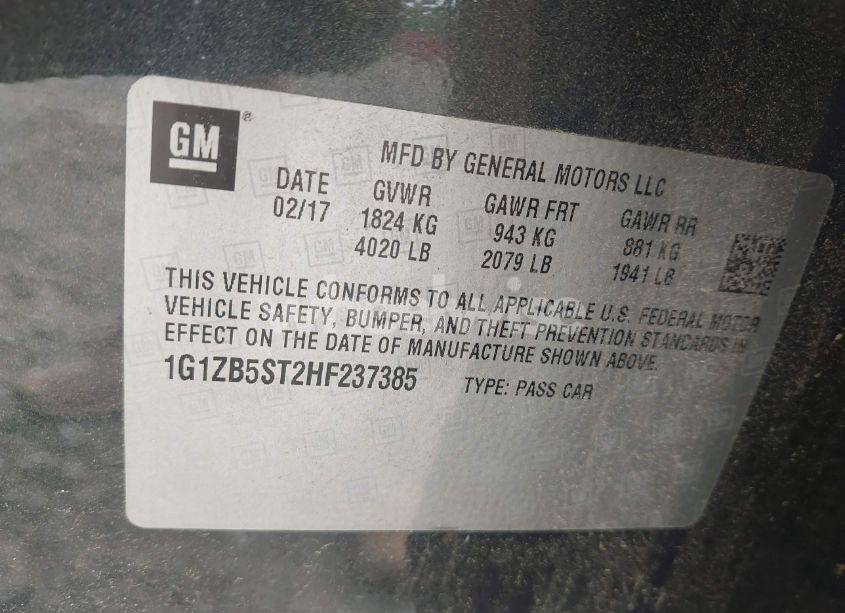 GM®
MFD BY GENERAL MOTORS LLC
DATE GVWR GAWR FRT GAWR RR
02/17 1824 KG 943 KG 881 KG
4020 LB 2079 LB 1941 LB
THIS VEHICLE CONFORMS TO ALL APPLICABLE U.S. FEDERAL MOTOR
VEHICLE SAFETY, BUMPER, AND THEFT PREVENTION STANDARDS IN
EFFECT ON THE DATE OF MANUFACTURE SHOWN ABOVE.
1G1ZB5ST2HF237385 TYPE: PASS CAR